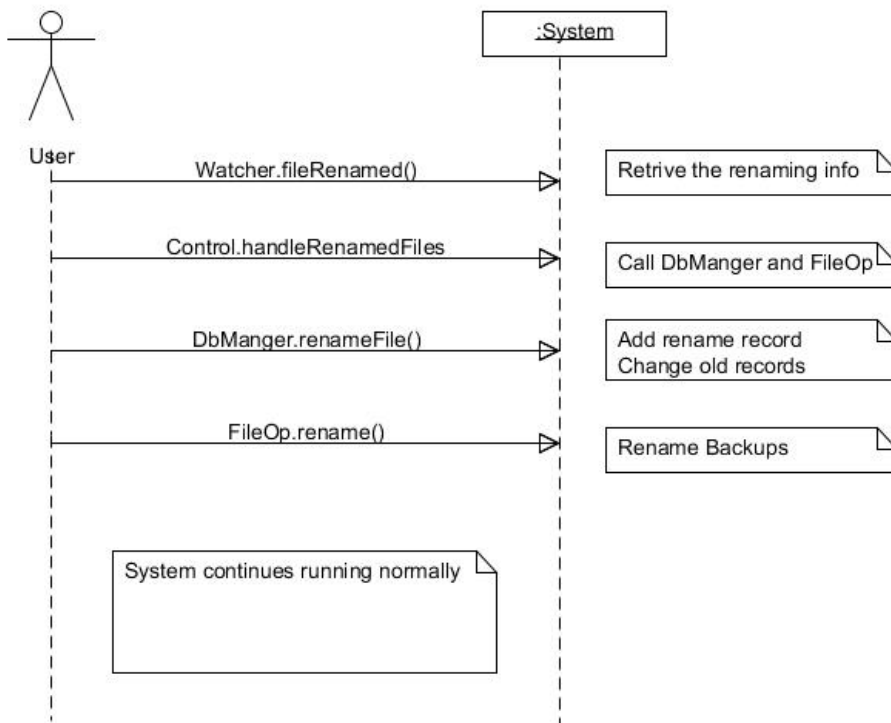 :System
User
Watcher.fileRenamed()
Retrive the renaming info
Control.handleRenamedFiles
Call DbManger and FileOp
DbManger.renameFile()
Add rename record
Change old records
FileOp.rename()
Rename Backups
System continues running normally